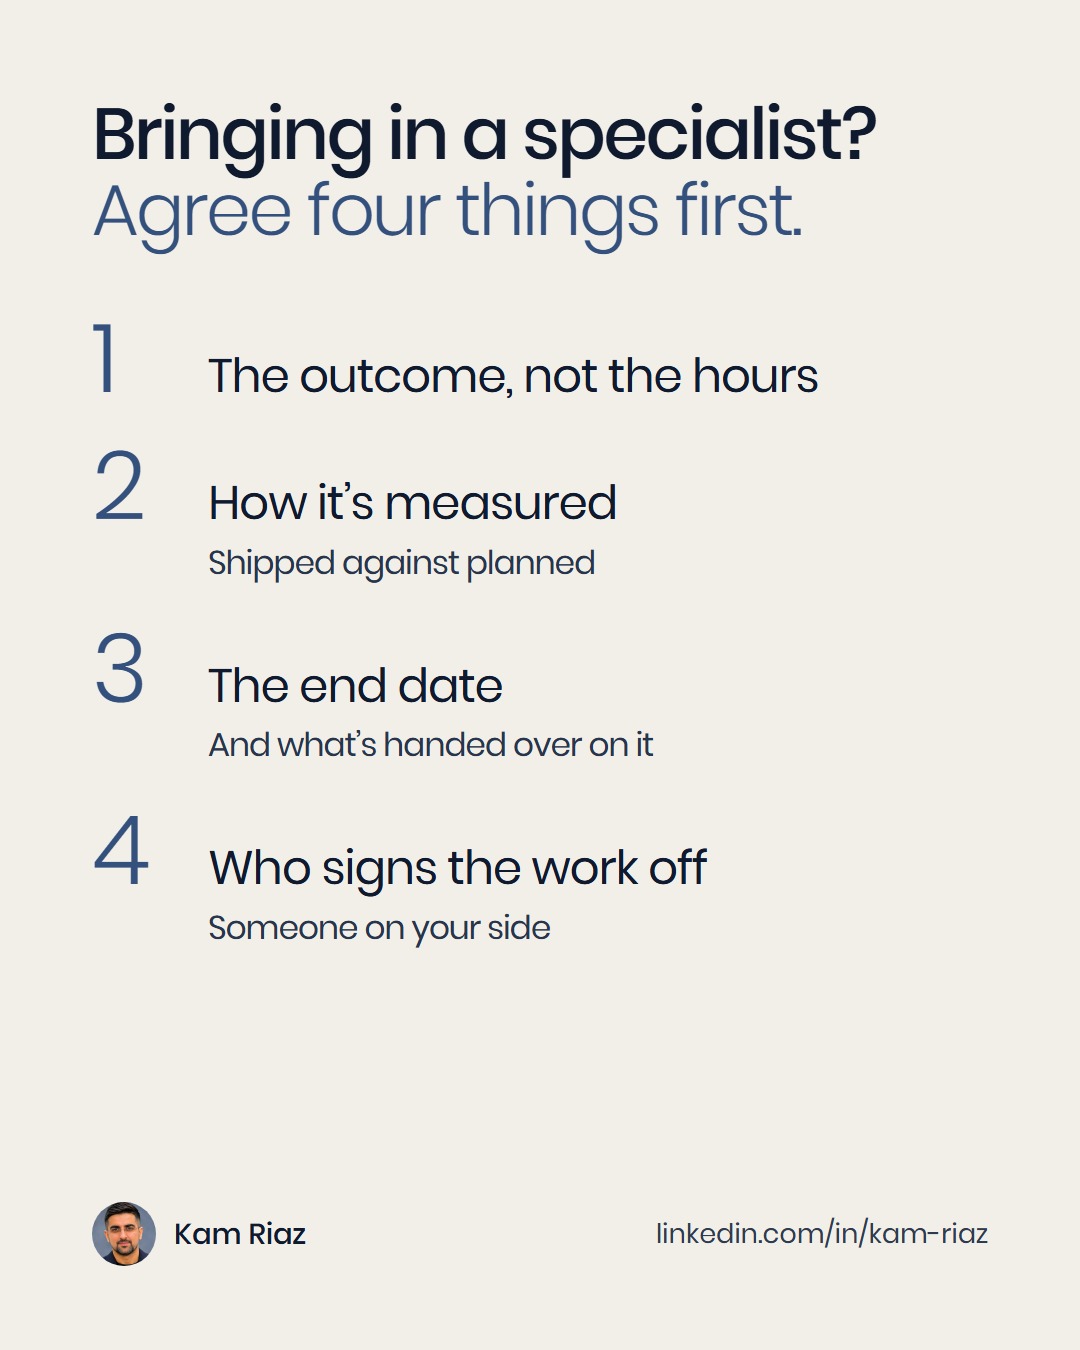 Bringing in a specialist?
Agree four things first.
1 The outcome, not the hours
2 How it’s measured
Shipped against planned
3 The end date
And what’s handed over on it
4 Who signs the work off
Someone on your side
Kam Riaz
linkedin.com/in/kam-riaz